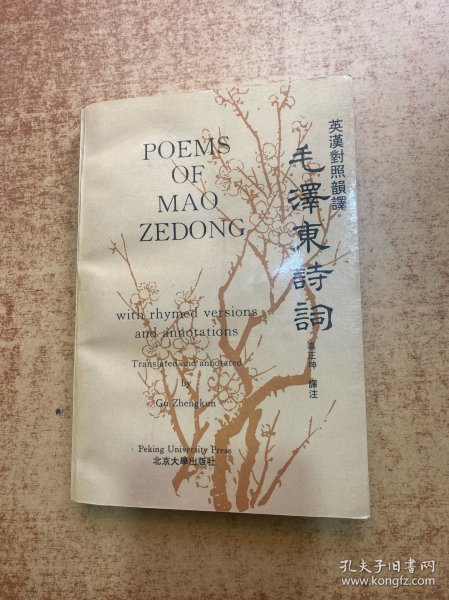 POEMS
OF
MAO
ZEDONG
with rhymed versions
and annotations
Translated and annotated
by
Gu Zhengkun
Peking University Press
北京大學出版社
英漢對照韻譯
毛澤東詩詞
辜正坤 譯注
孔夫子旧书网
www.kongfz.com